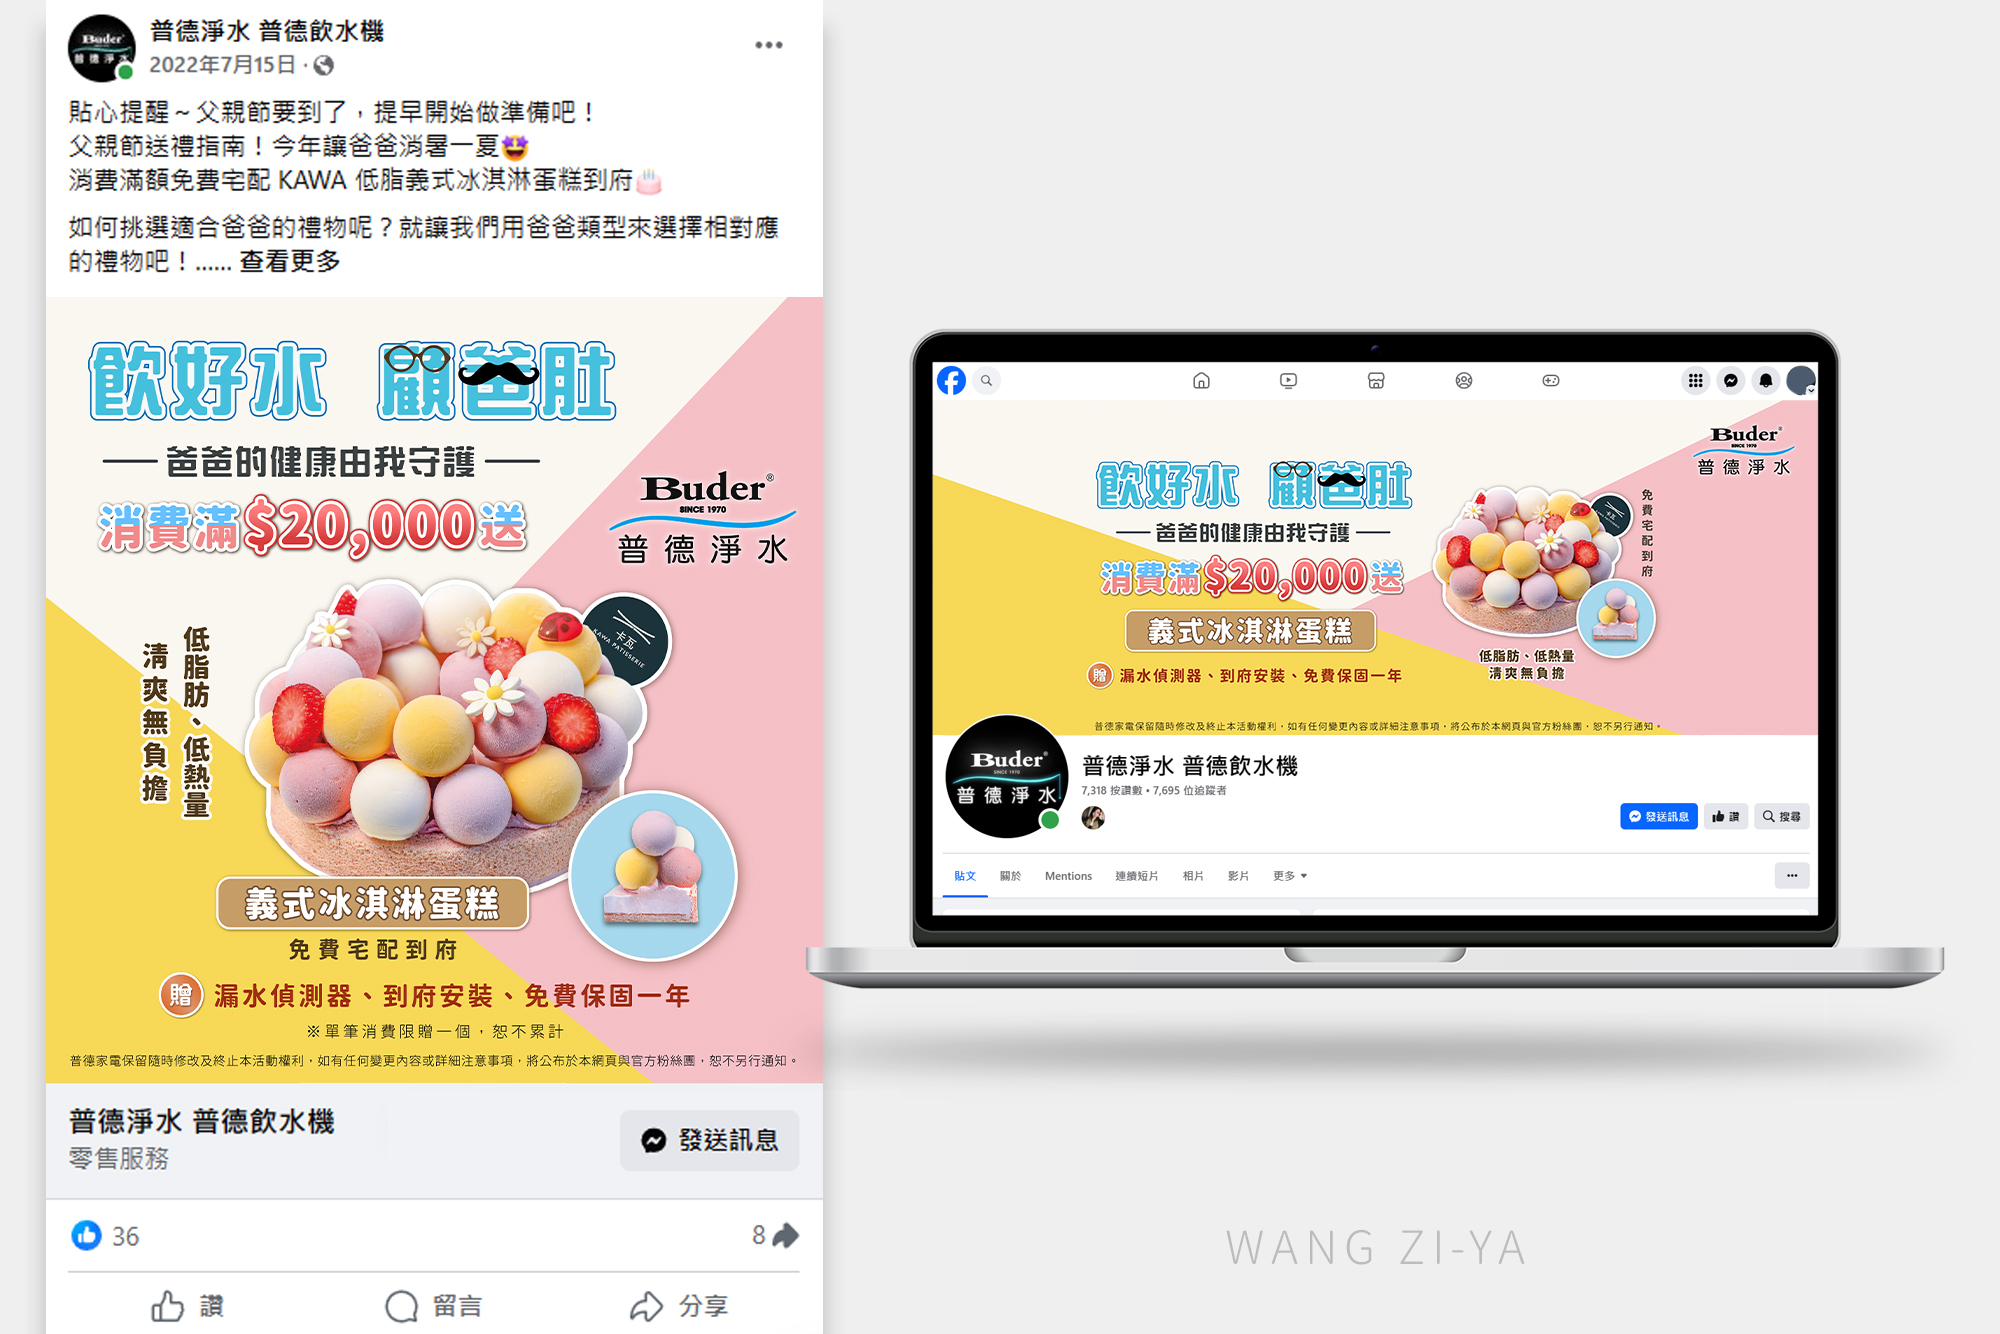 普德淨水 普德飲水機
2022年7月15日 ·
貼心提醒～父親節要到了，提早開始做準備吧！
父親節送禮指南！今年讓爸爸消暑一夏
消費滿額免費宅配 KAWA 低脂義式冰淇淋蛋糕到府
如何挑選適合爸爸的禮物呢？就讓我們用爸爸類型來選擇相對應
的禮物吧！...... 查看更多
飲好水 顧爸肚
爸爸的健康由我守護
消費滿$20,000送
Buder®
SINCE 1970
普德淨水
低脂肪、低熱量
清爽無負擔
卡瓦
KAWA PATISSERIE
義式冰淇淋蛋糕
免費宅配到府
贈 漏水偵測器、到府安裝、免費保固一年
※單筆消費限贈一個，恕不累計
普德家電保留隨時修改及終止本活動權利，如有任何變更內容或詳細注意事項，將公布於本網頁與官方粉絲團，恕不另行通知。
普德淨水 普德飲水機
零售服務
發送訊息
36
8
讚
留言
分享
Buder®
SINCE 1970
普德淨水
飲好水 顧爸肚
爸爸的健康由我守護
消費滿$20,000送
義式冰淇淋蛋糕
贈 漏水偵測器、到府安裝、免費保固一年
卡瓦
免費宅配到府
低脂肪、低熱量
清爽無負擔
普德家電保留隨時修改及終止本活動權利，如有任何變更內容或詳細注意事項，將公布於本網頁與官方粉絲團，恕不另行通知。
Buder®
SINCE 1970
普德淨水
普德淨水 普德飲水機
7,318 按讚數 • 7,695 位追蹤者
發送訊息
讚
搜尋
貼文 關於 Mentions 連續短片 相片 影片 更多
WANG ZI-YA